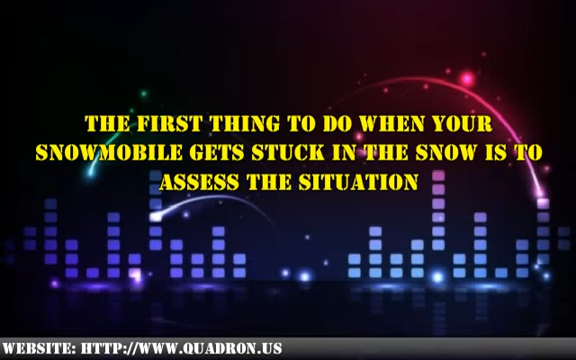 THE FIRST THING TO DO WHEN YOUR
SNOWMOBILE GETS STUCK IN THE SNOW IS TO
ASSESS THE SITUATION
WEBSITE: HTTP://WWW.QUADRON.US